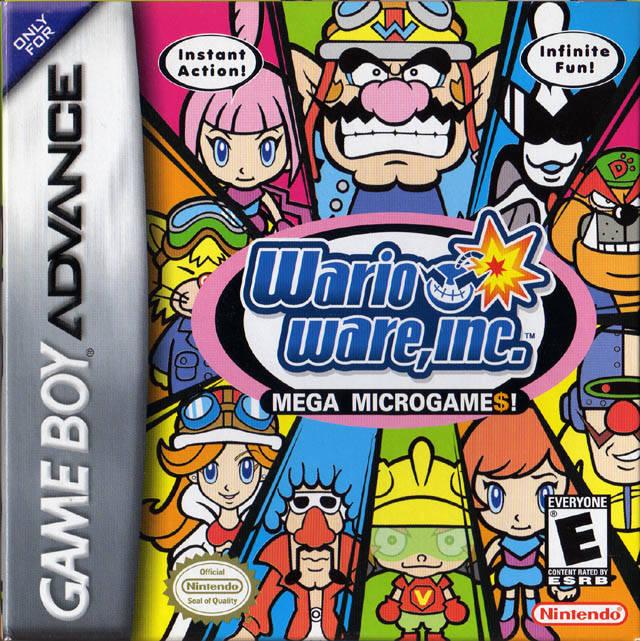 ONLY
FOR
GAME BOY ADVANCE
Instant
Action!
W
Infinite
Fun!
D
Wario
ware,inc.™
MEGA MICROGAME$!
V
Official
Nintendo®
Seal of Quality
EVERYONE
E
®
CONTENT RATED BY
ESRB
Nintendo®